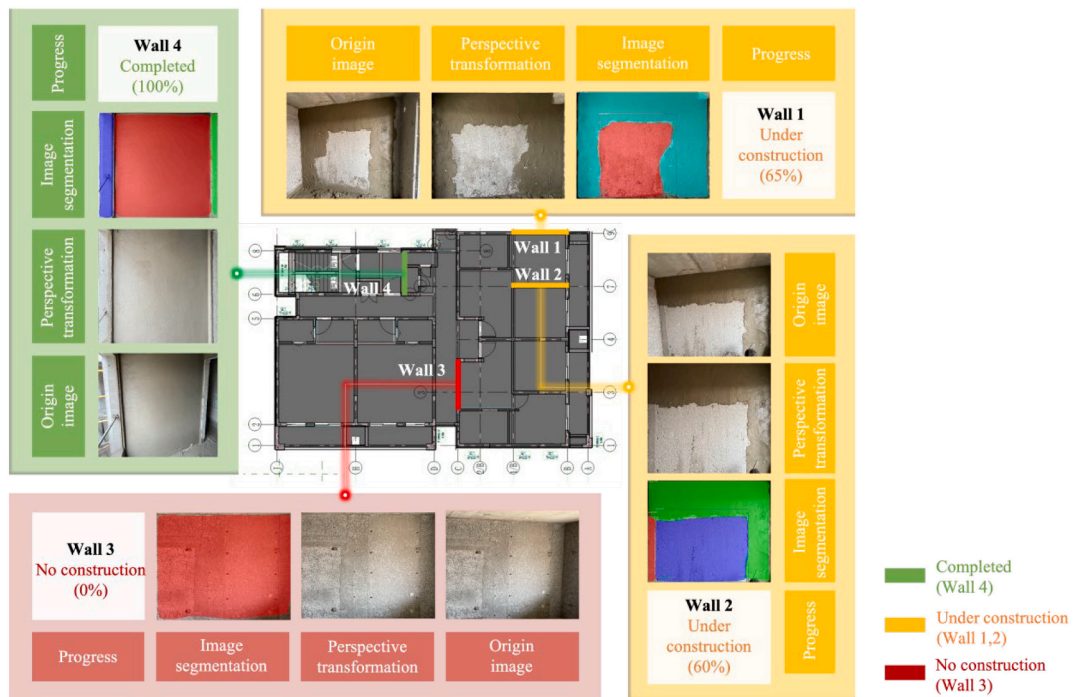 Progress
Wall 4
Completed
(100%)
Image
segmentation
Perspective
transformation
Origin
image
Origin
image
Perspective
transformation
Image
segmentation
Progress
Wall 1
Under
construction
(65%)
Wall 1
Wall 2
Wall 4
Wall 3
Origin
image
Perspective
transformation
Image
segmentation
Wall 2
Under
construction
(60%)
Progress
Wall 3
No construction
(0%)
Progress
Image
segmentation
Perspective
transformation
Origin
image
Completed
(Wall 4)
Under construction
(Wall 1,2)
No construction
(Wall 3)